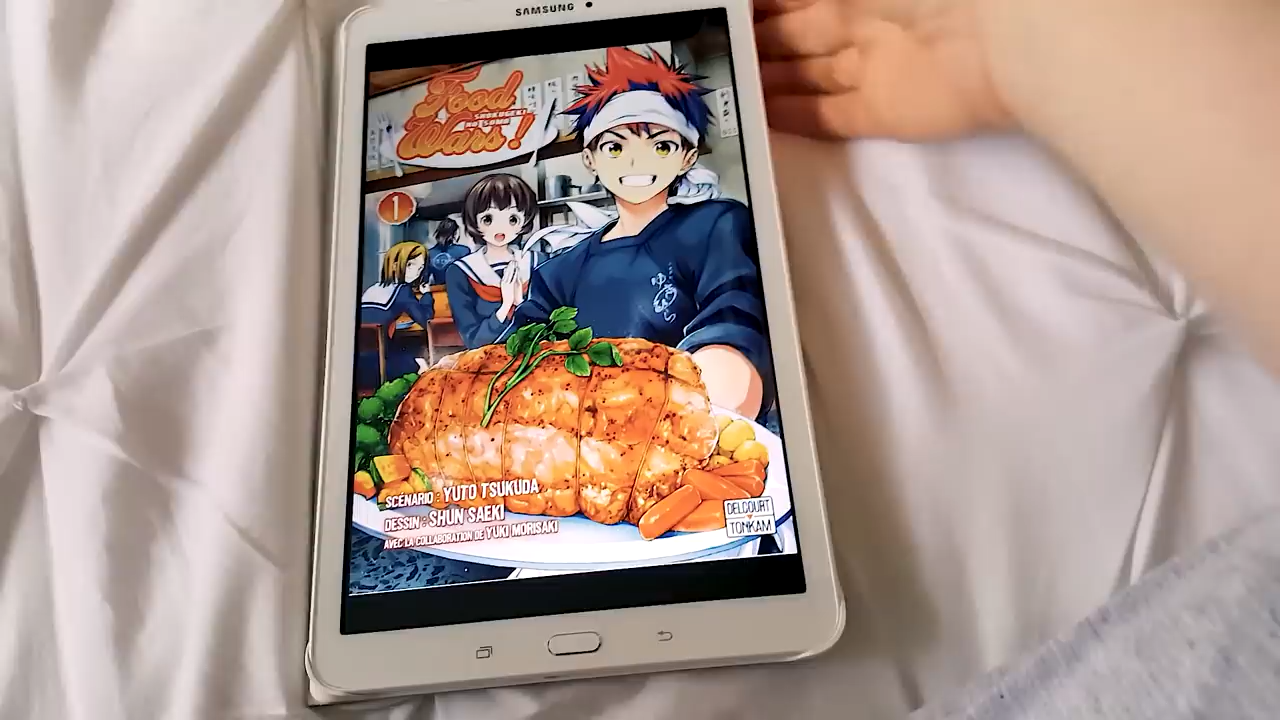 SAMSUNG
Food
SHOKUGEKI
NO SOMA
Wars!
1
SCÉNARIO : YUTO TSUKUDA
DESSIN : SHUN SAEKI
AVEC LA COLLABORATION DE YUKI MORISAKI
DELCOURT
TONKAM